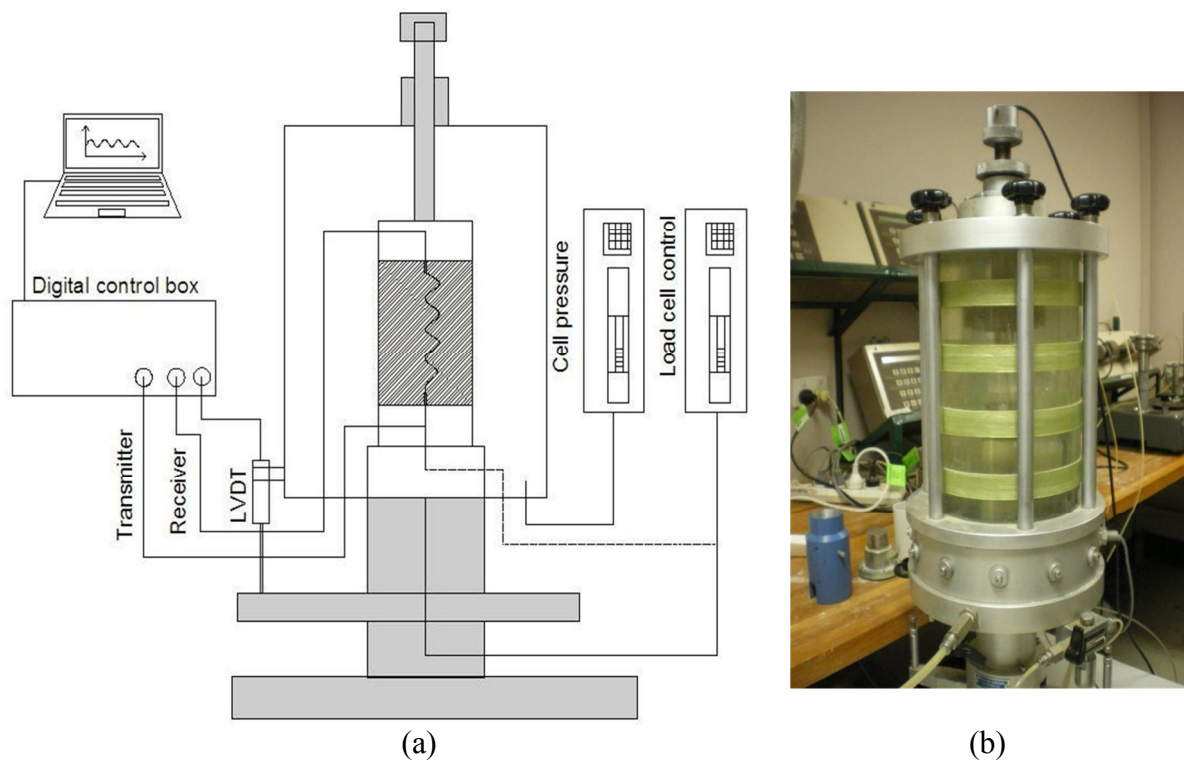 Digital control box
Transmitter
Receiver
LVDT
Cell pressure
Load cell control
(a)
(b)